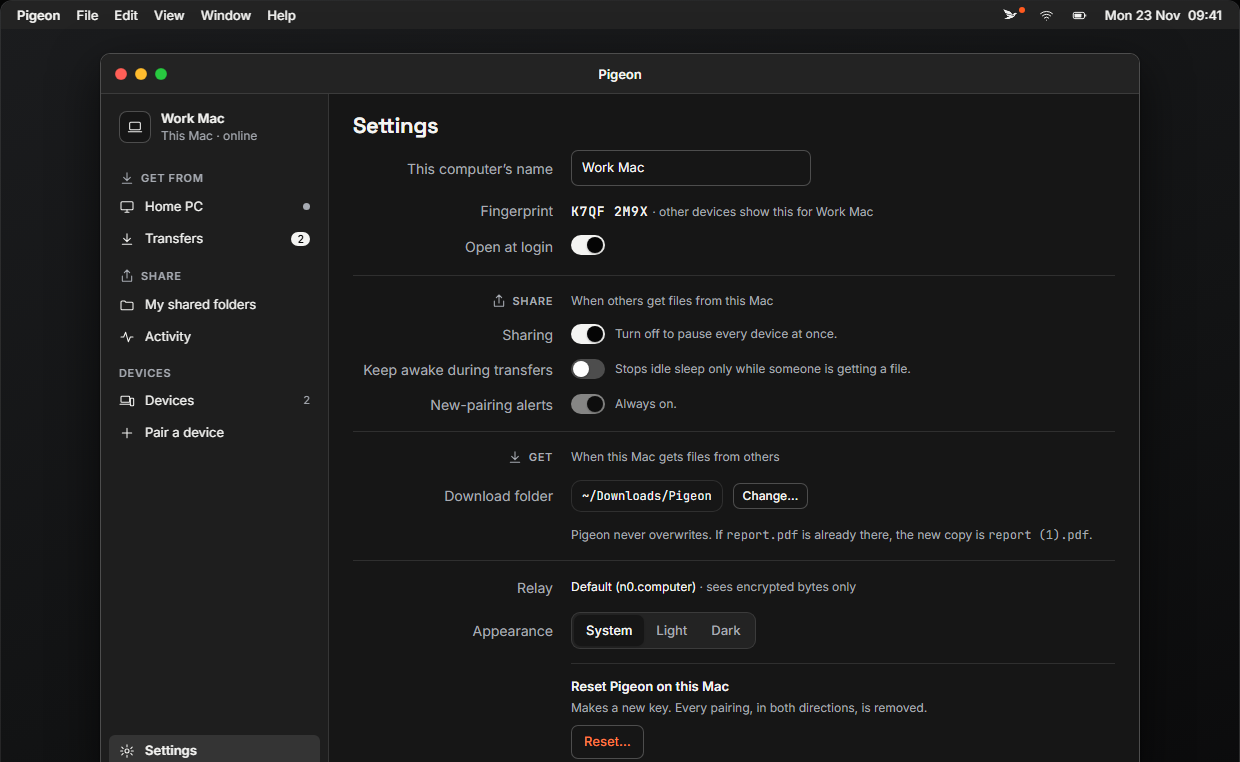 Pigeon File Edit View Window Help Mon 23 Nov 09:41
Pigeon
Work Mac
This Mac · online
GET FROM
Home PC
Transfers 2
SHARE
My shared folders
Activity
DEVICES
Devices 2
Pair a device
Settings
Settings
This computer’s name Work Mac
Fingerprint K7QF 2M9X · other devices show this for Work Mac
Open at login
SHARE When others get files from this Mac
Sharing Turn off to pause every device at once.
Keep awake during transfers Stops idle sleep only while someone is getting a file.
New-pairing alerts Always on.
GET When this Mac gets files from others
Download folder ~/Downloads/Pigeon Change...
Pigeon never overwrites. If report.pdf is already there, the new copy is report (1).pdf.
Relay Default (n0.computer) · sees encrypted bytes only
Appearance System Light Dark
Reset Pigeon on this Mac
Makes a new key. Every pairing, in both directions, is removed.
Reset...